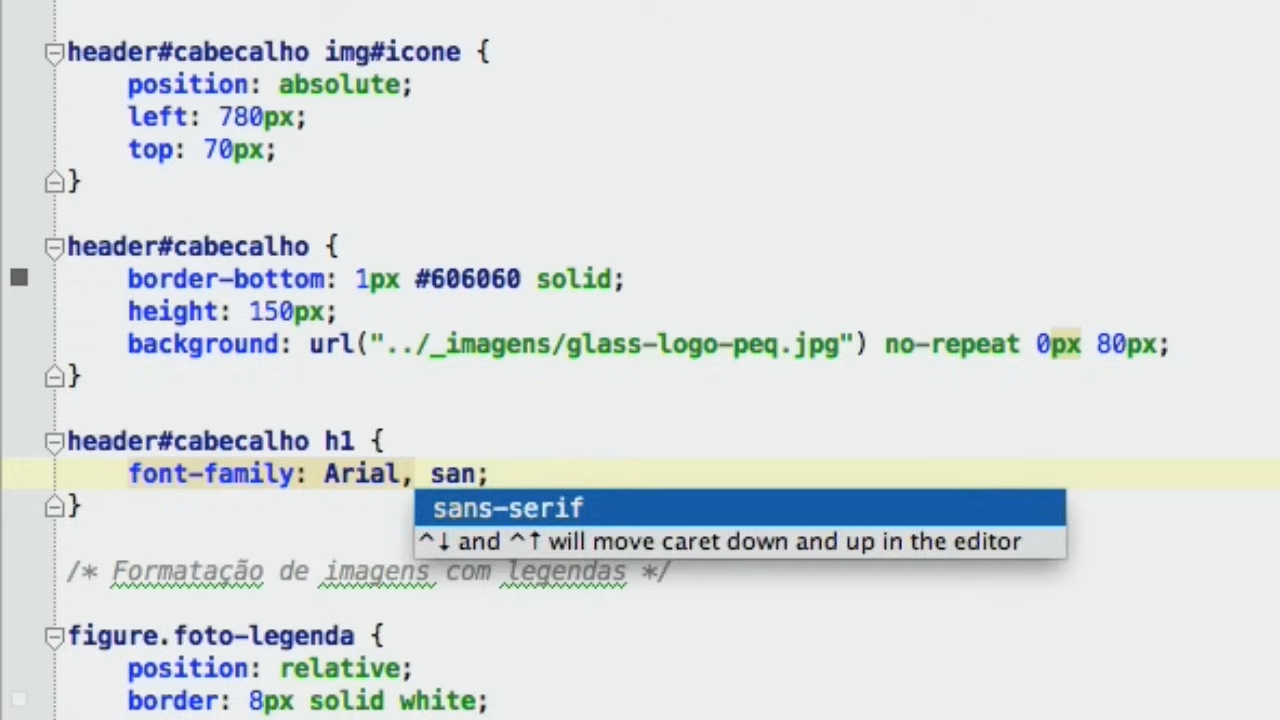 header#cabecalho img#icone {
position: absolute;
left: 780px;
top: 70px;
}
header#cabecalho {
border-bottom: 1px #606060 solid;
height: 150px;
background: url("../_imagens/glass-logo-peq.jpg") no-repeat 0px 80px;
}
header#cabecalho h1 {
font-family: Arial, san;
}
sans-serif
^↓ and ^↑ will move caret down and up in the editor
/* Formatação de imagens com legendas */
figure.foto-legenda {
position: relative;
border: 8px solid white;